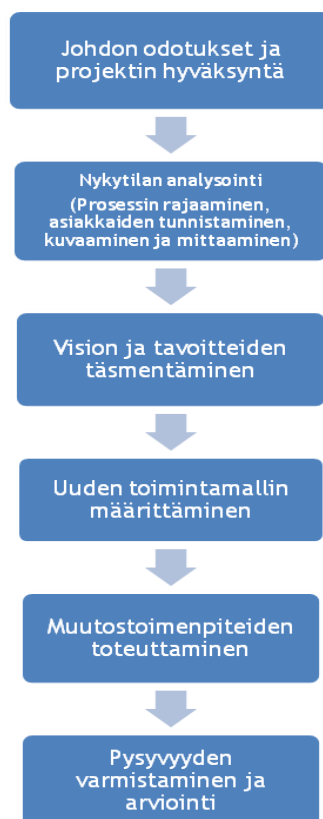 Johdon odotukset ja
projektin hyväksyntä
Nykytilan analysointi
(Prosessin rajaaminen,
asiakkaiden tunnistaminen,
kuvaaminen ja mittaaminen)
Vision ja tavoitteiden
täsmentäminen
Uuden toimintamallin
määrittäminen
Muutostoimenpiteiden
toteuttaminen
Pysyvyyden
varmistaminen ja
arviointi